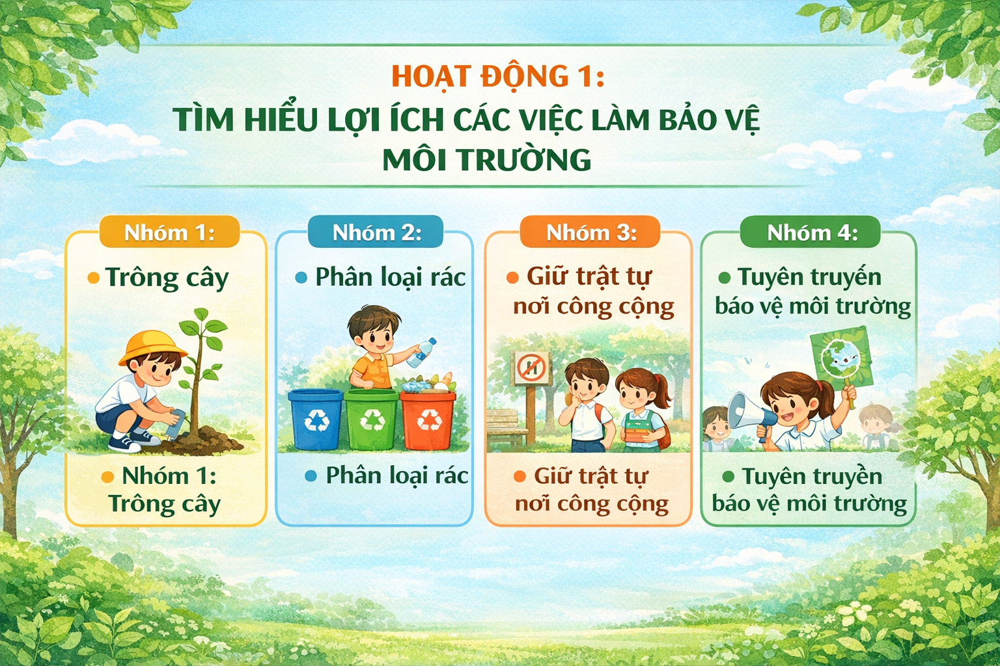 HOẠT ĐỘNG 1:
TÌM HIỂU LỢI ÍCH CÁC VIỆC LÀM BẢO VỆ
MÔI TRƯỜNG
Nhóm 1:
Trông cây
Nhóm 1:
Trông cây
Nhóm 2:
Phân loại rác
Phân loại rác
Nhóm 3:
Giữ trật tự
nơĩ công cộng
Giữ trật tự
nơĩ công cộng
Nhóm 4:
Tuyên truyến
báo vệ môi trường
Tuyên truyền
báo vệ môi trường